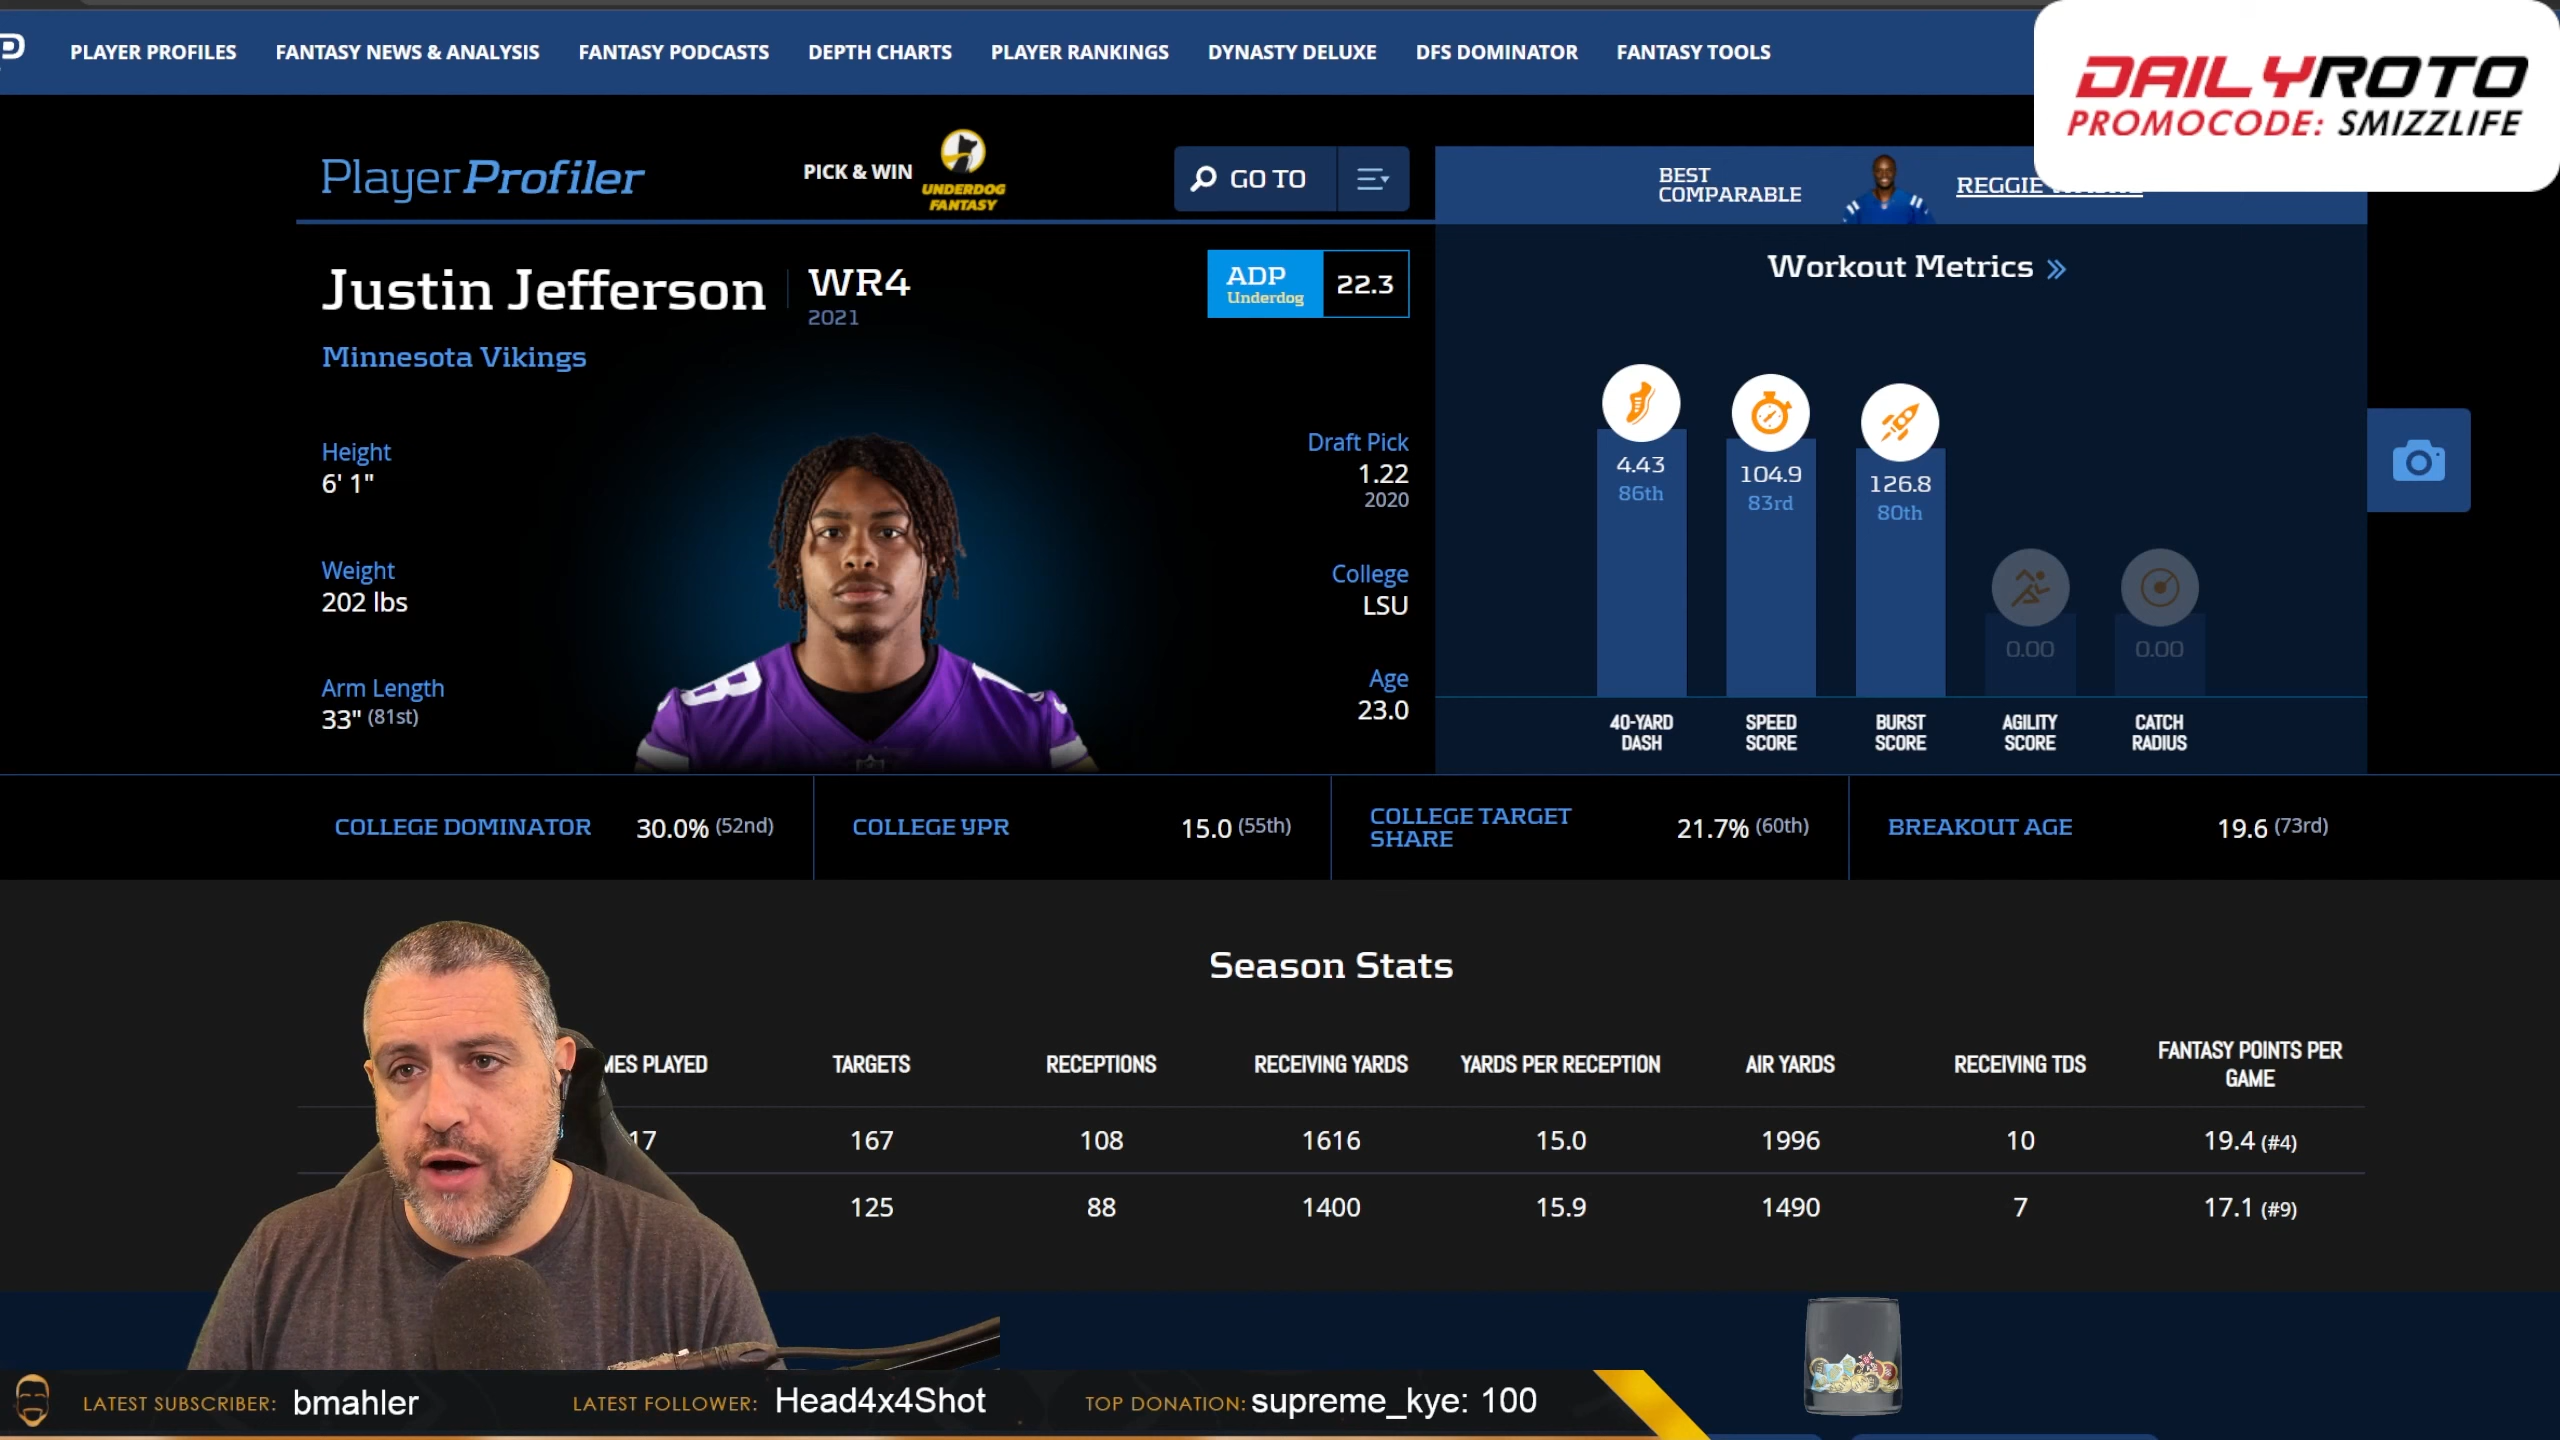 PLAYER PROFILES FANTASY NEWS & ANALYSIS FANTASY PODCASTS DEPTH CHARTS PLAYER RANKINGS DYNASTY DELUXE DFS DOMINATOR FANTASY TOOLS
DAILYROTO
PROMOCODE: SMIZZLIFE
PlayerProfiler
PICK & WIN
UNDERDOG
FANTASY
GO TO
BEST
COMPARABLE
REGGIE
Justin Jefferson
WR4
2021
ADP
Underdog
22.3
Minnesota Vikings
Height
6' 1"
Weight
202 lbs
Arm Length
33" (81st)
Draft Pick
1.22
2020
College
LSU
Age
23.0
Workout Metrics »
4.43
86th
104.9
83rd
126.8
80th
0.00
0.00
40-YARD
DASH
SPEED
SCORE
BURST
SCORE
AGILITY
SCORE
CATCH
RADIUS
COLLEGE DOMINATOR 30.0% (52nd)
COLLEGE YPR 15.0 (55th)
COLLEGE TARGET
SHARE
21.7% (60th)
BREAKOUT AGE 19.6 (73rd)
Season Stats
PLAYED TARGETS RECEPTIONS RECEIVING YARDS YARDS PER RECEPTION AIR YARDS RECEIVING TDS FANTASY POINTS PER
GAME
17 167 108 1616 15.0 1996 10 19.4 (#4)
125 88 1400 15.9 1490 7 17.1 (#9)
LATEST SUBSCRIBER: bmahler LATEST FOLLOWER: Head4x4Shot TOP DONATION: supreme_kye: 100